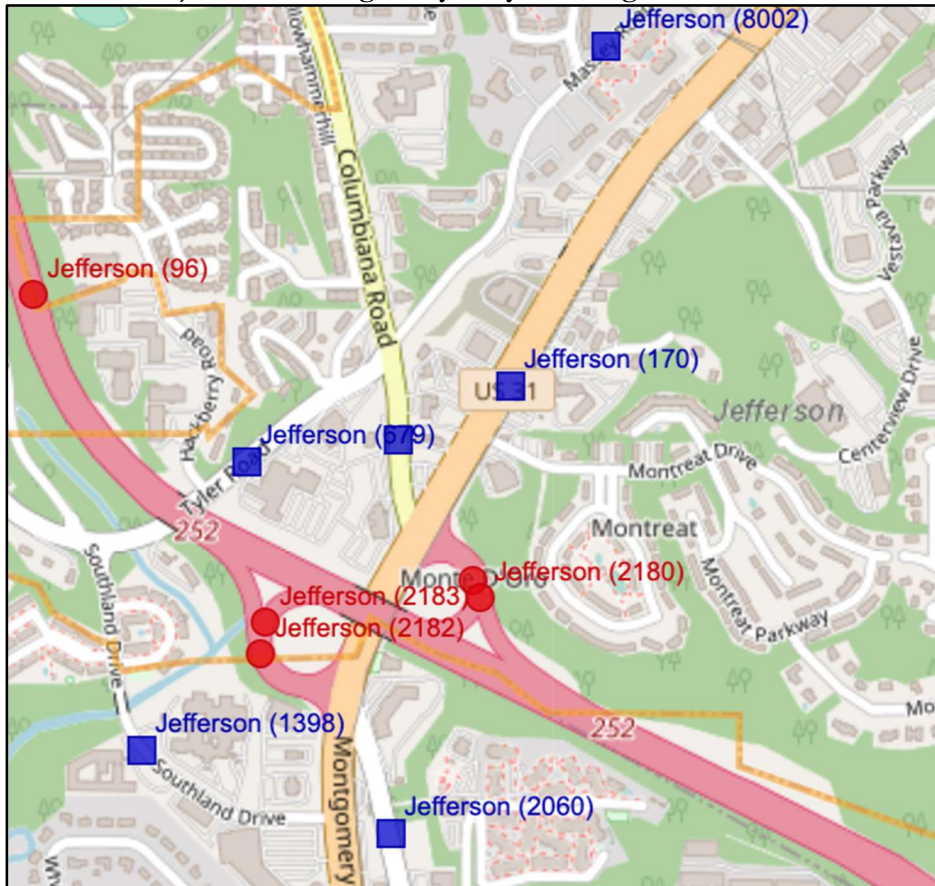 Jefferson (8002)
Massey
Columbiana Road
Vestavia Parkway
Jefferson (96)
Hackberry Road
Jefferson (170)
US 31
Jefferson
Centerview Drive
Jefferson (679)
Tyler Road
Montreat Drive
252
Montreat
Jefferson (2180)
Jefferson (2183)
Jefferson (2182)
Southland Drive
Montreat Parkway
252
Jefferson (1398)
Southland Drive
Montgomery
Jefferson (2060)